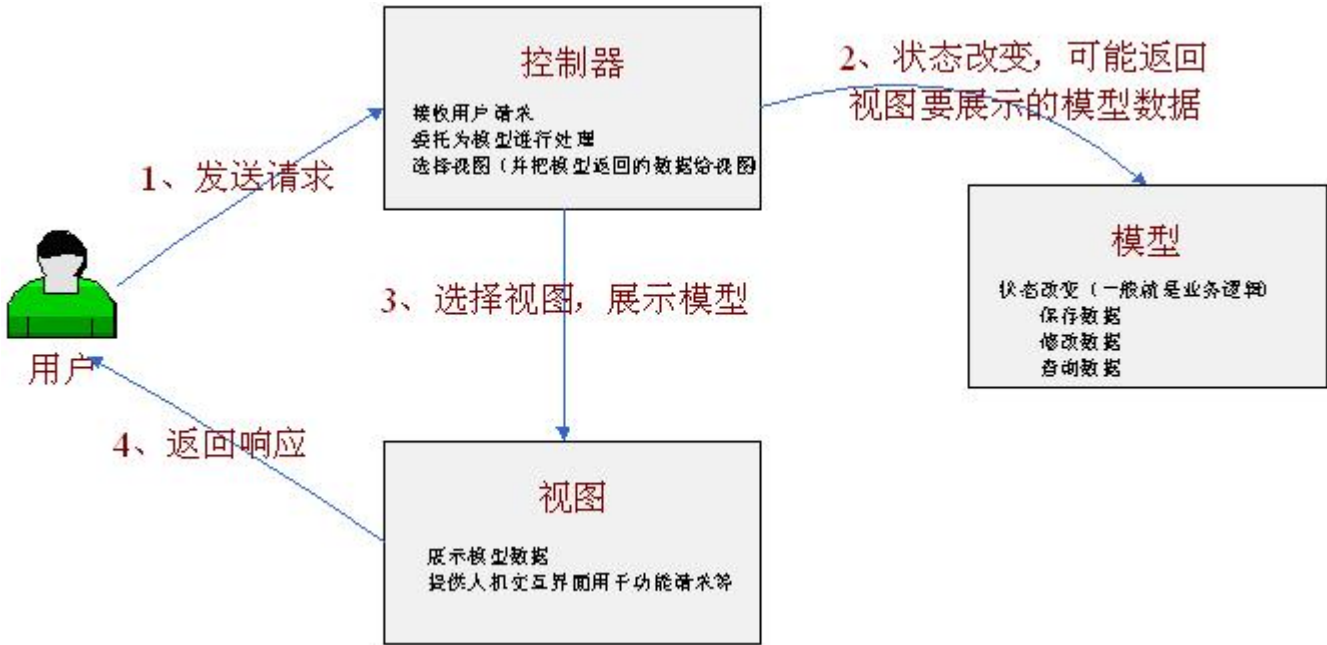 控制器
接收用户请求
委托为模型进行处理
选择视图（并把模型返回的数据给视图）
2、状态改变，可能返回
视图要展示的模型数据
1、发送请求
模型
状态改变（一般就是业务逻辑）
保存数据
修改数据
查询数据
3、选择视图，展示模型
用户
4、返回响应
视图
展示模型数据
提供人机交互界面用于功能请求等